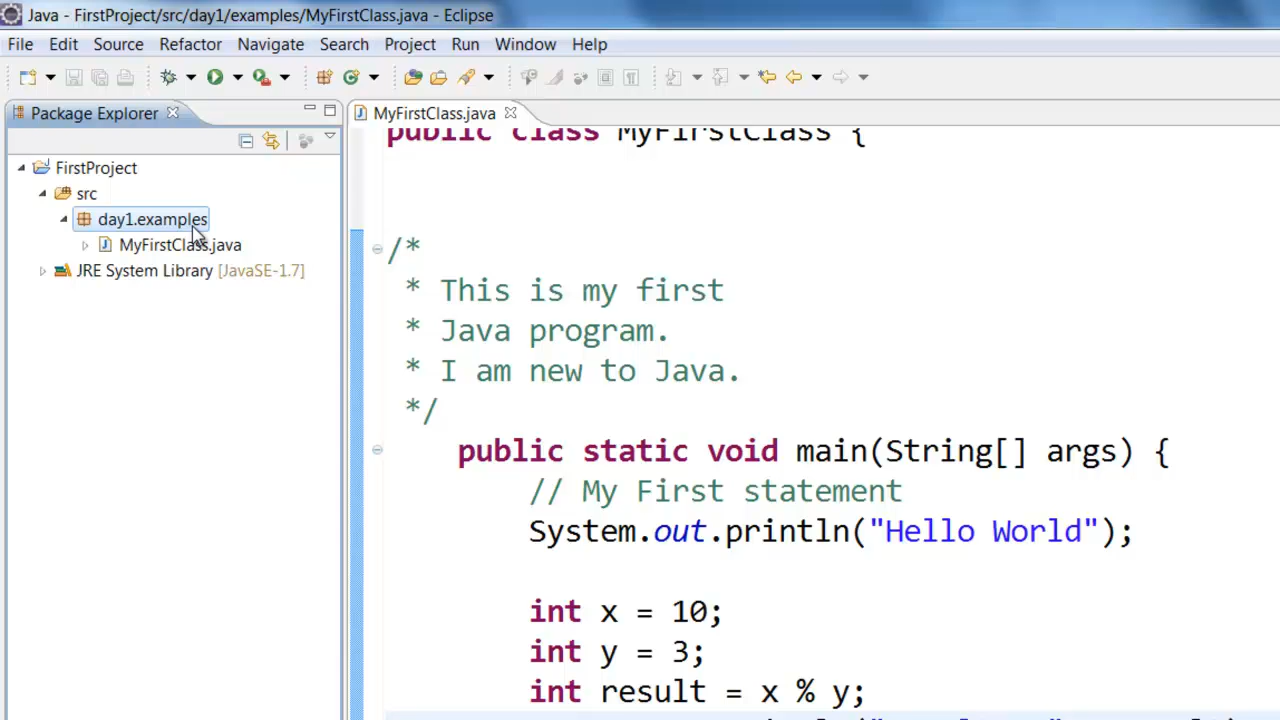 Java - FirstProject/src/day1/examples/MyFirstClass.java - Eclipse
File Edit Source Refactor Navigate Search Project Run Window Help
Package Explorer
MyFirstClass.java
FirstProject
src
day1.examples
MyFirstClass.java
JRE System Library [JavaSE-1.7]
public class MyFirstClass {
/*
* This is my first
* Java program.
* I am new to Java.
*/
public static void main(String[] args) {
// My First statement
System.out.println("Hello World");
int x = 10;
int y = 3;
int result = x % y;